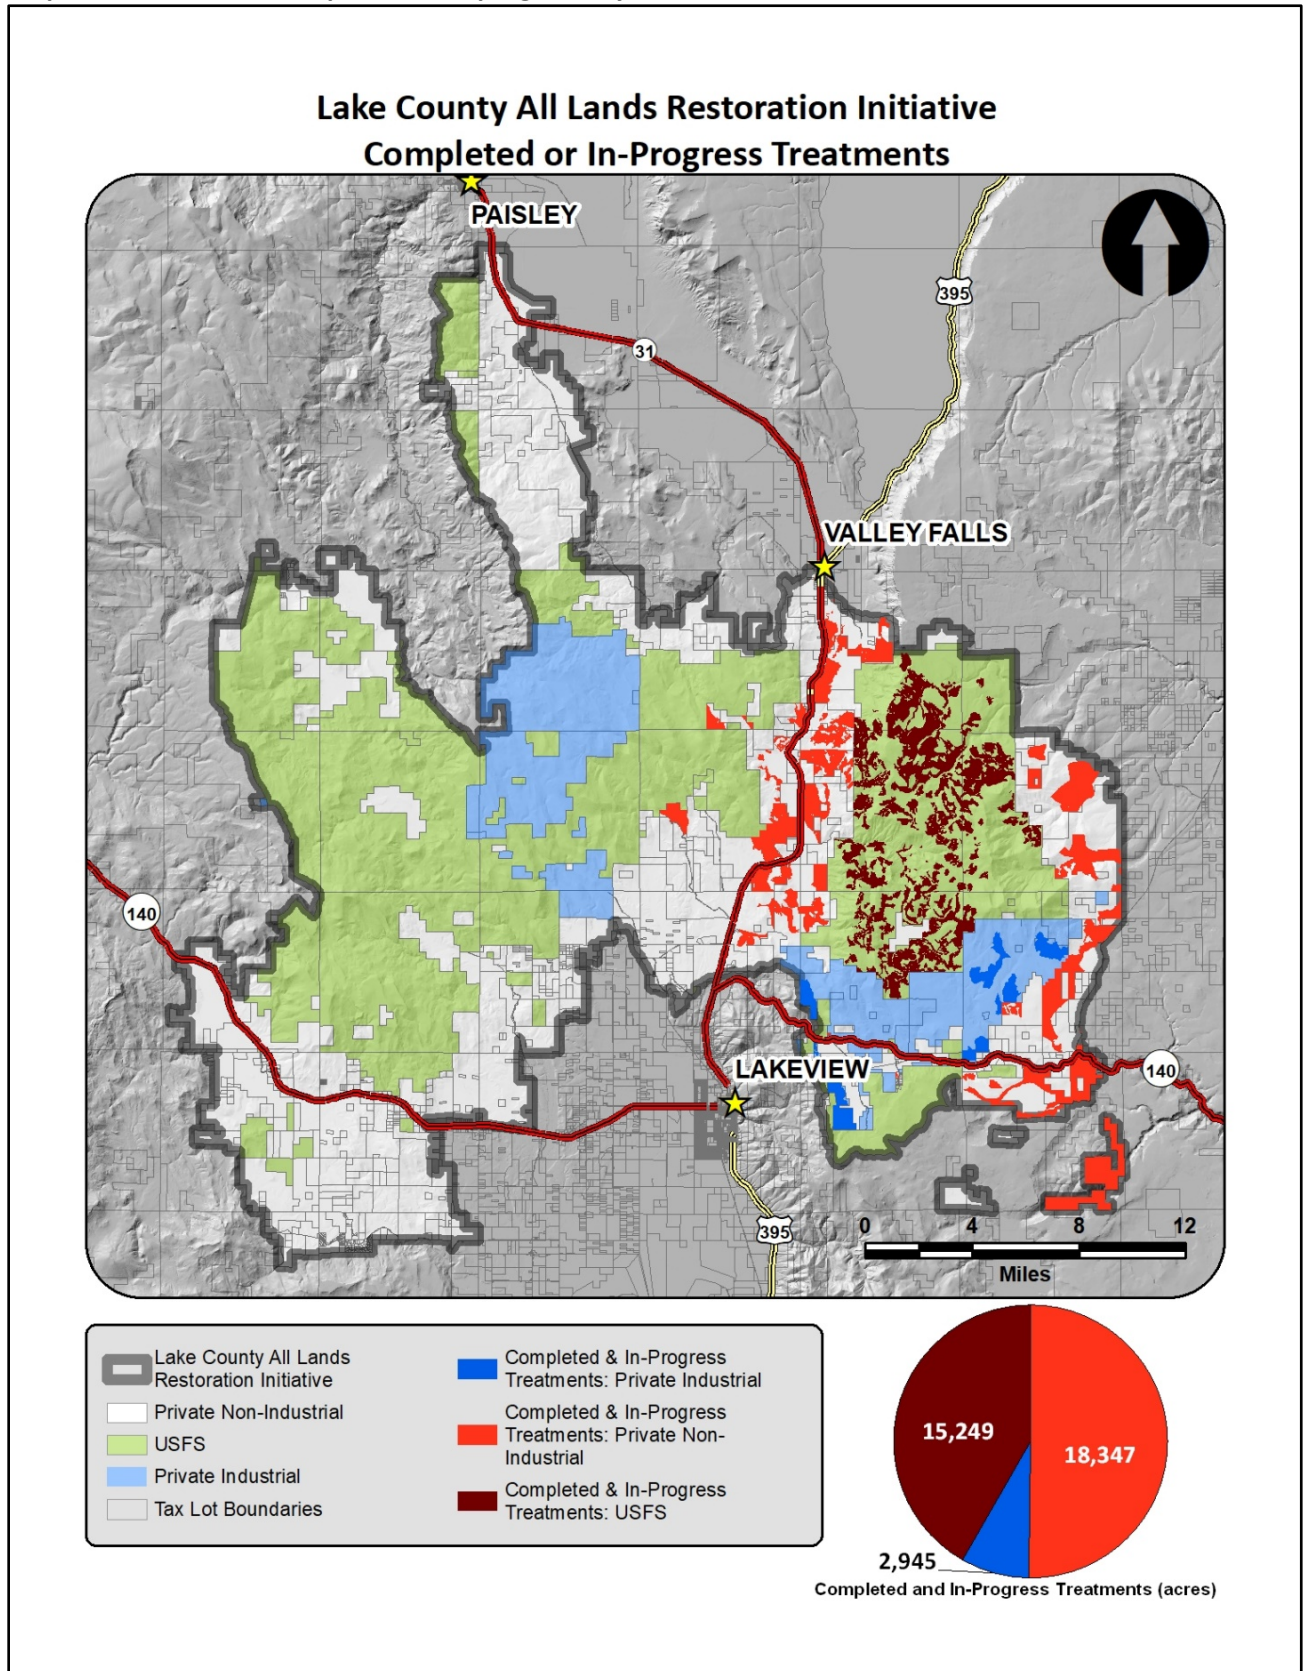 Lake County All Lands Restoration Initiative
Completed or In-Progress Treatments
PAISLEY
395
31
VALLEY FALLS
140
LAKEVIEW
140
395
0 4 8 12
Miles
Lake County All Lands
Restoration Initiative
Private Non-Industrial
USFS
Private Industrial
Tax Lot Boundaries
Completed & In-Progress
Treatments: Private Industrial
Completed & In-Progress
Treatments: Private Non-
Industrial
Completed & In-Progress
Treatments: USFS
15,249
18,347
2,945
Completed and In-Progress Treatments (acres)